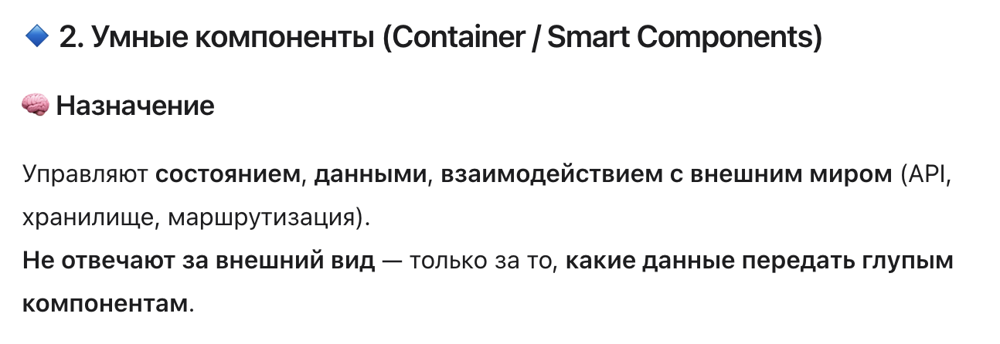 🔷 2. Умные компоненты (Container / Smart Components)
🧠 Назначение
Управляют состоянием, данными, взаимодействием с внешним миром (API,
хранилище, маршрутизация).
Не отвечают за внешний вид — только за то, какие данные передать глупым
компонентам.